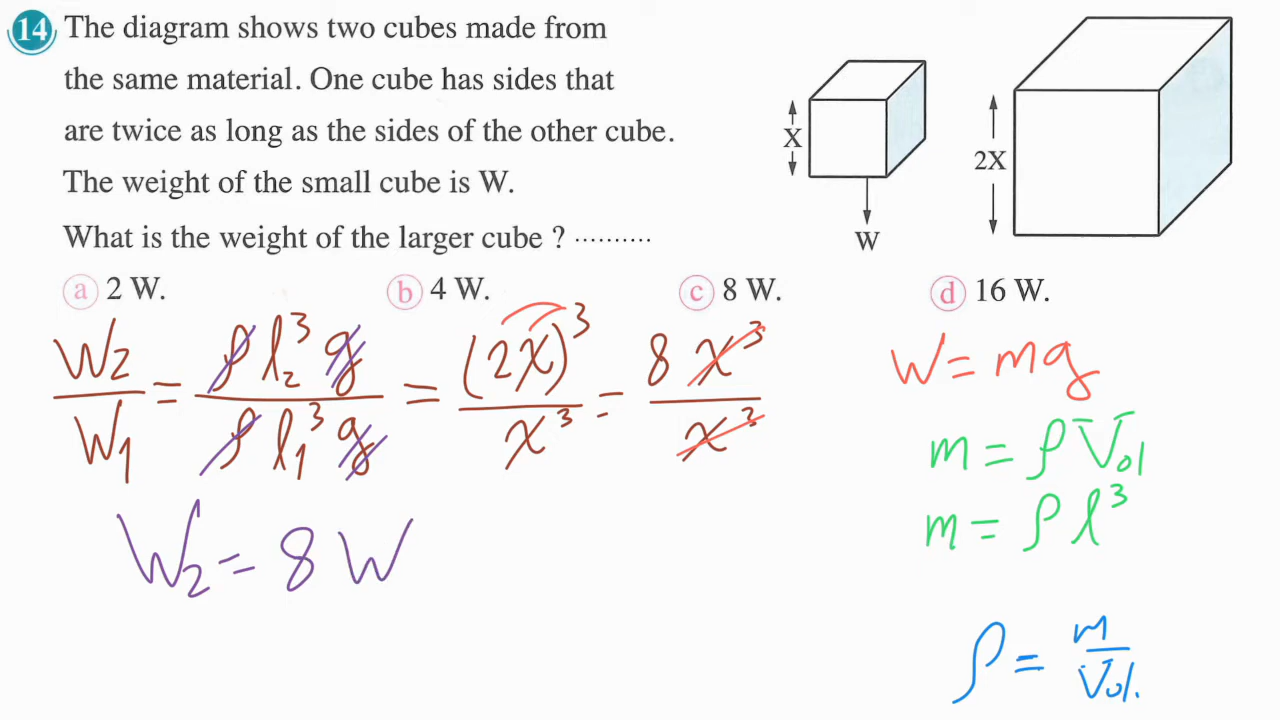 14 The diagram shows two cubes made from
the same material. One cube has sides that
are twice as long as the sides of the other cube.
The weight of the small cube is W.
What is the weight of the larger cube ? ··········
X
W
2X
a 2 W. b 4 W. c 8 W. d 16 W.
W₂/W₁ = ρ l₂³ g / ρ l₁³ g = (2x)³ / x³ = 8 x³ / x³
W₂ = 8 W
W = mg
m = ρ Vol
m = ρ l³
ρ = m / Vol.